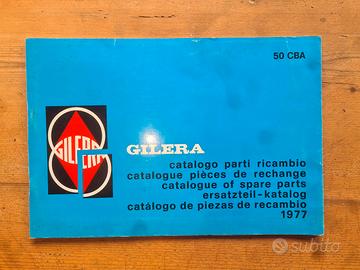 50 CBA
GILERA
GILERA
catalogo parti ricambio
catalogue pièces de rechange
catalogue of spare parts
ersatzteil-katalog
catálogo de piezas de recambio
1977
subito